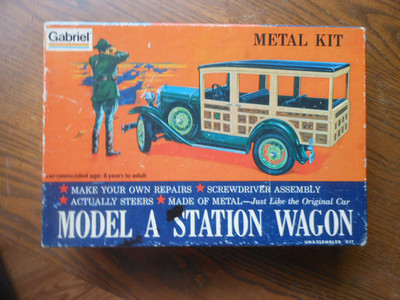 Gabriel
METAL KIT
recommended age: 8 years to adult
★ MAKE YOUR OWN REPAIRS ★ SCREWDRIVER ASSEMBLY
★ ACTUALLY STEERS ★ MADE OF METAL—Just Like the Original Car
MODEL A STATION WAGON
UNASSEMBLED KIT